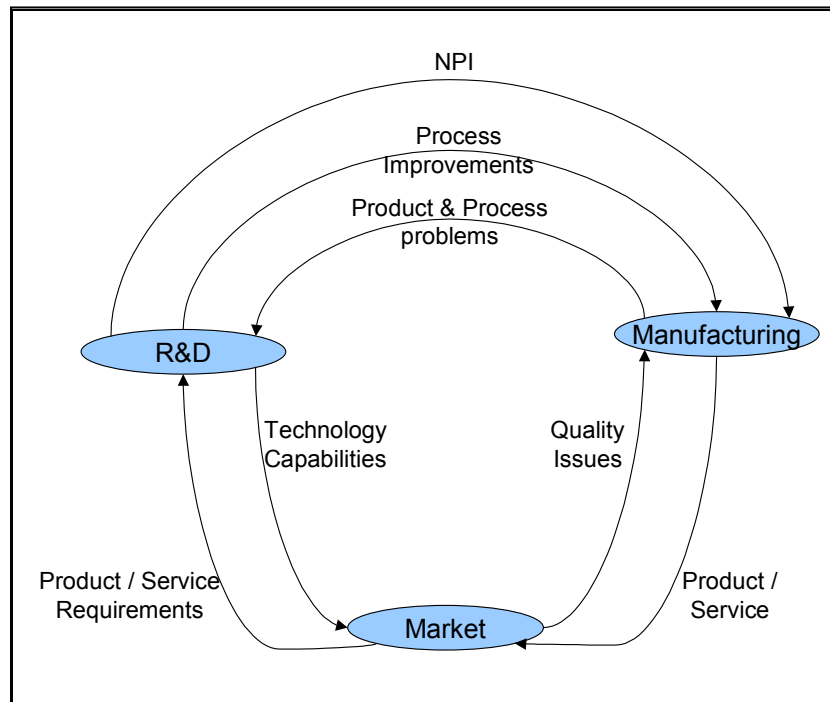 NPI
Process
Improvements
Product & Process
problems
R&D
Manufacturing
Technology
Capabilities
Quality
Issues
Product / Service
Requirements
Product /
Service
Market